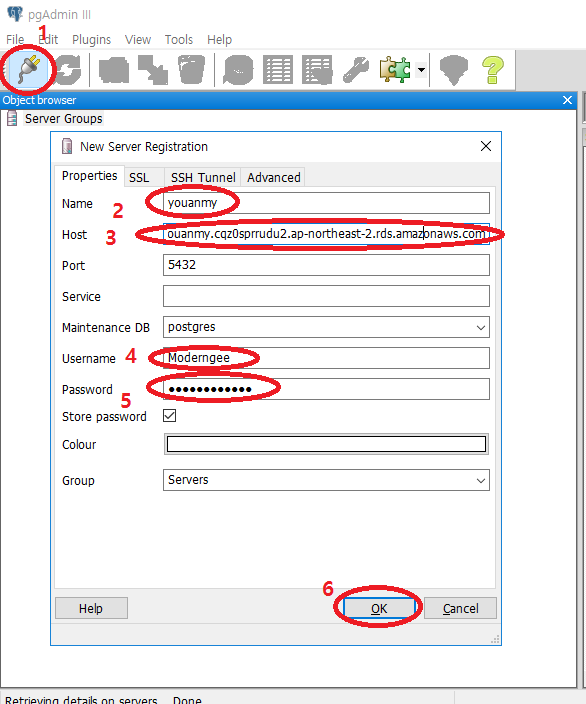 pgAdmin III
1
File Edit Plugins View Tools Help
Object browser
Server Groups
New Server Registration
Properties SSL SSH Tunnel Advanced
Name youanmy
2
Host ouanmy.cqz0sprrudu2.ap-northeast-2.rds.amazonaws.com
3
Port 5432
Service
Maintenance DB postgres
Username 4 Moderngee
Password ●●●●●●●●●●●●
5
Store password
Colour
Group Servers
6
Help OK Cancel
Retrieving details on servers... Done.